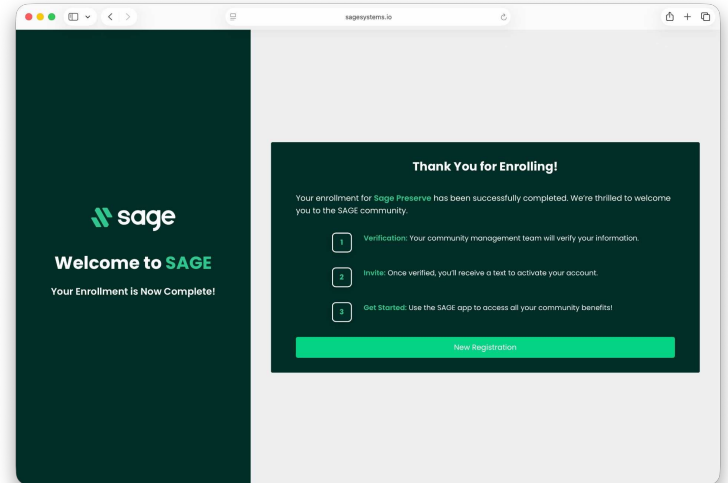 sagesystems.io
sage
Welcome to SAGE
Your Enrollment is Now Complete!
Thank You for Enrolling!
Your enrollment for Sage Preserve has been successfully completed. We're thrilled to welcome
you to the SAGE community.
1 Verification: Your community management team will verify your information.
2 Invite: Once verified, you'll receive a text to activate your account.
3 Get Started: Use the SAGE app to access all your community benefits!
New Registration